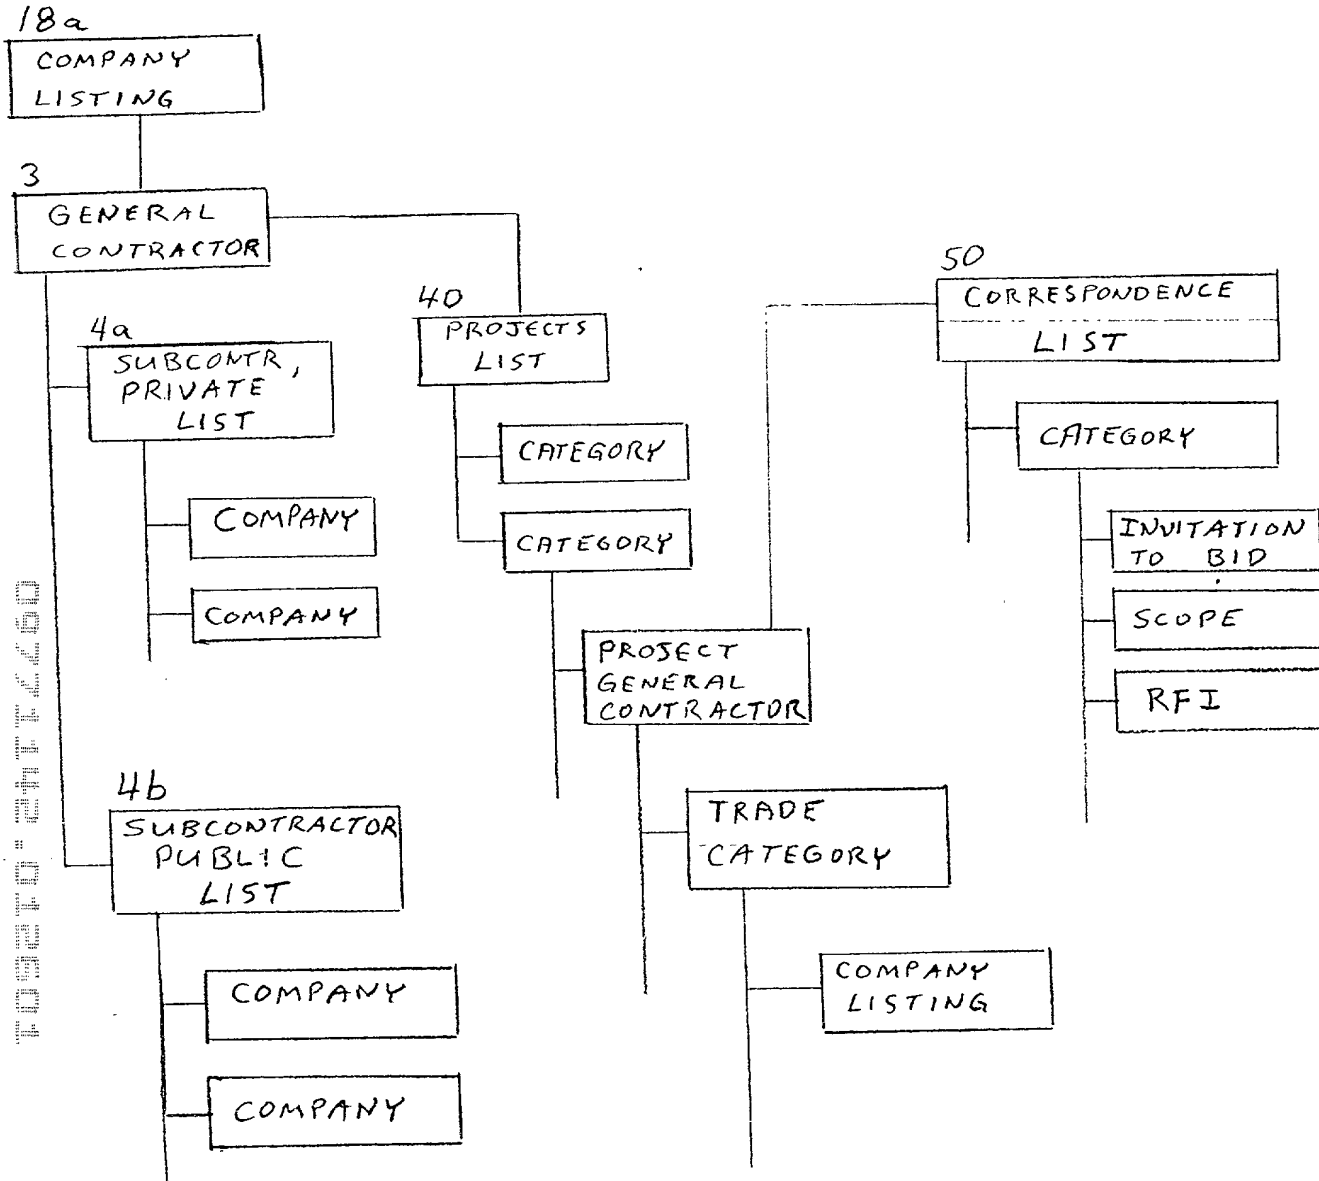 18a
COMPANY
LISTING
3
GENERAL
CONTRACTOR
4a
SUBCONTR,
PRIVATE
LIST
COMPANY
COMPANY
4b
SUBCONTRACTOR
PUBLIC
LIST
COMPANY
COMPANY
40
PROJECTS
LIST
CATEGORY
CATEGORY
PROJECT
GENERAL
CONTRACTOR
TRADE
CATEGORY
COMPANY
LISTING
50
CORRESPONDENCE
LIST
CATEGORY
INVITATION
TO BID
SCOPE
RFI